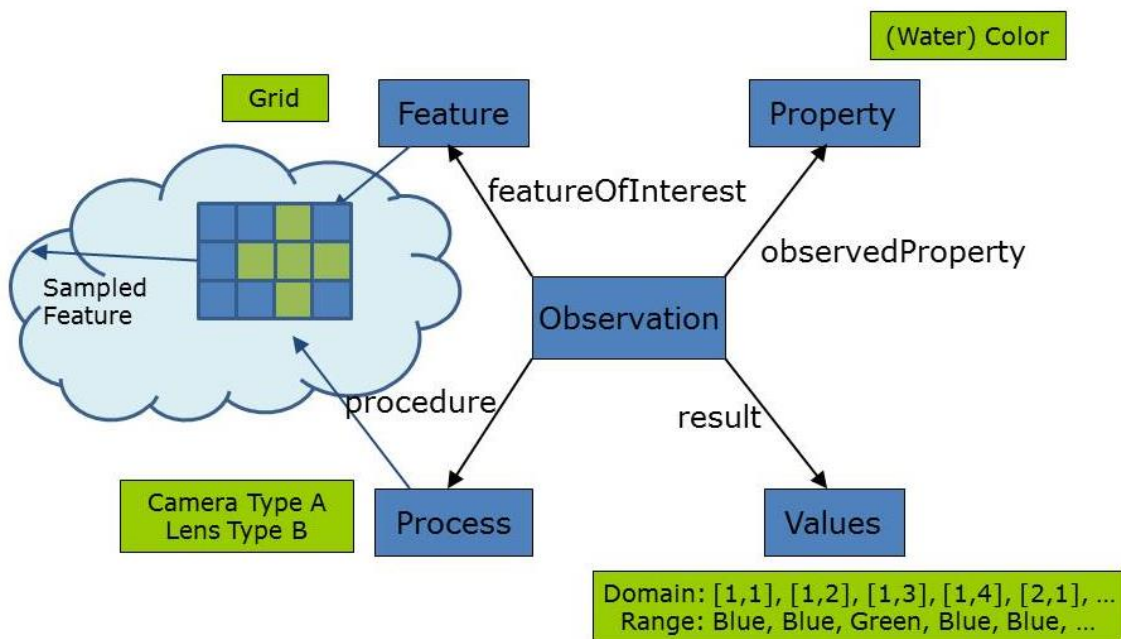 (Water) Color
Grid
Feature
Property
featureOfInterest
observedProperty
Sampled
Feature
Observation
procedure
result
Camera Type A
Lens Type B
Process
Values
Domain: [1,1], [1,2], [1,3], [1,4], [2,1], ...
Range: Blue, Blue, Green, Blue, Blue, ...